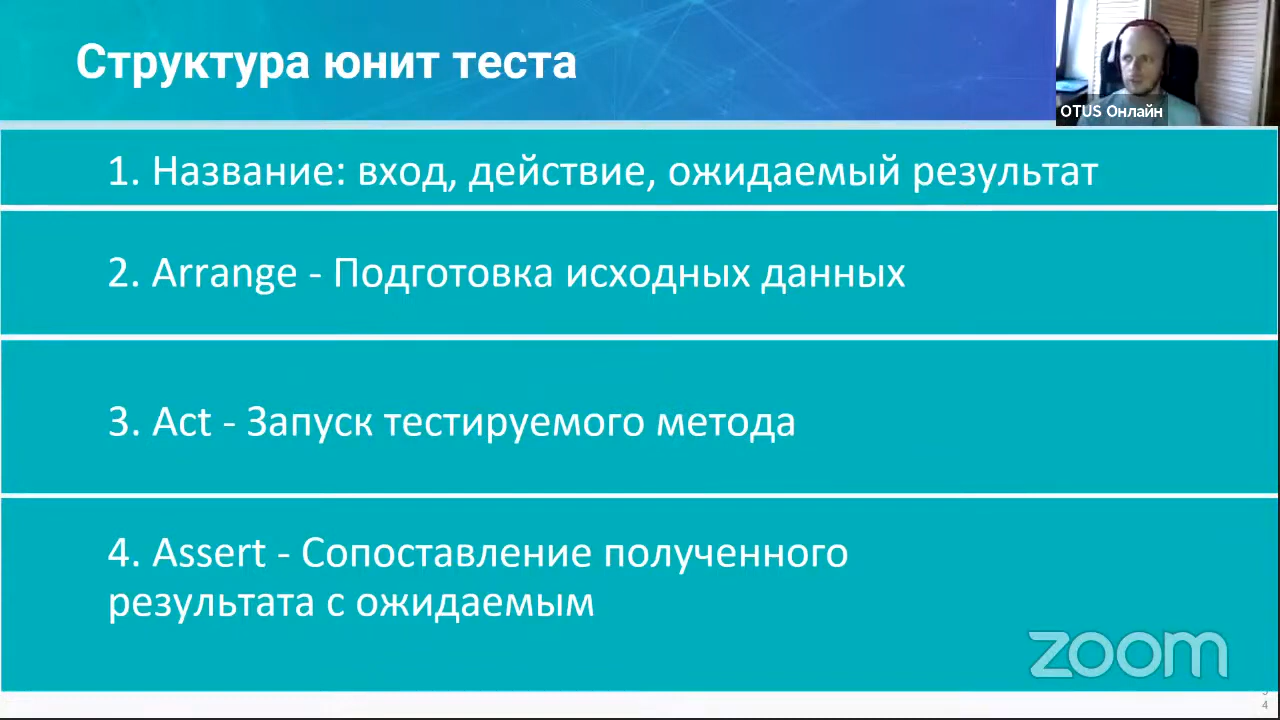 Структура юнит теста
OTUS Онлайн
1. Название: вход, действие, ожидаемый результат
2. Arrange - Подготовка исходных данных
3. Act - Запуск тестируемого метода
4. Assert - Сопоставление полученного
результата с ожидаемым
zoom
4